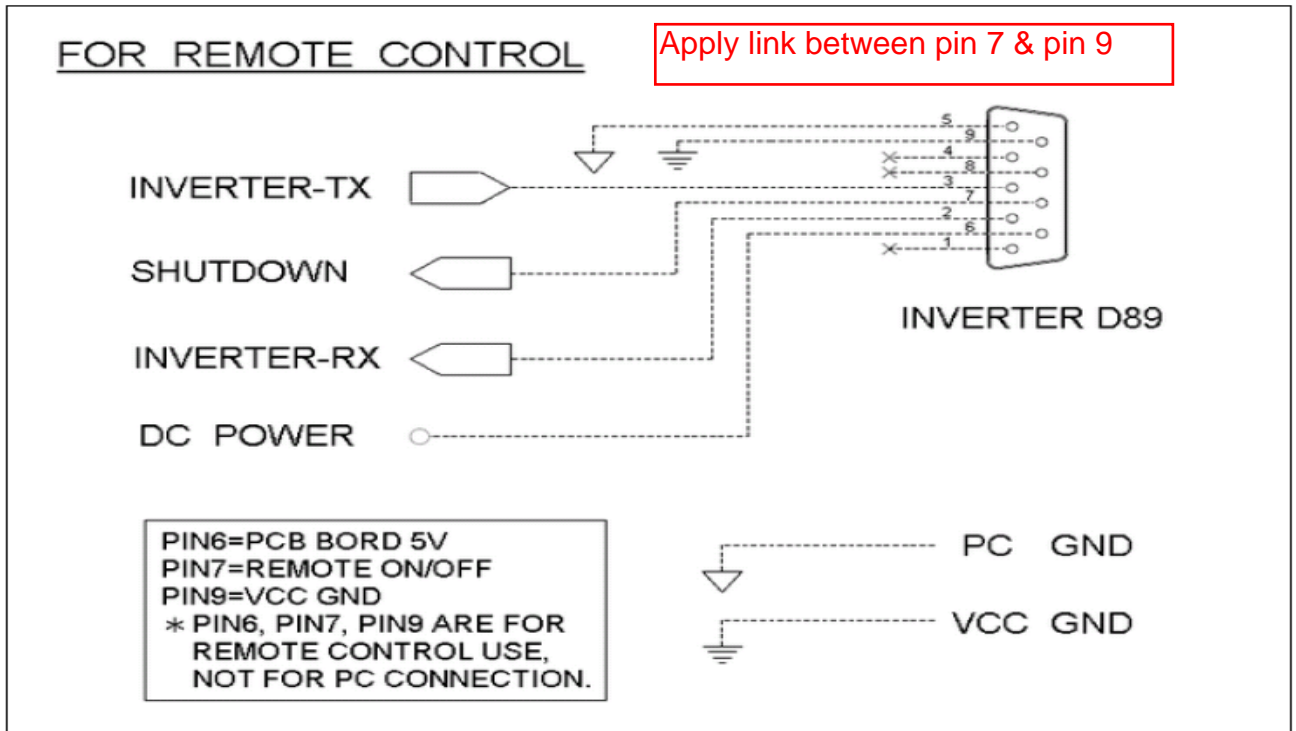 FOR REMOTE CONTROL
Apply link between pin 7 & pin 9
5
9
4
8
3
7
2
6
1
INVERTER-TX
SHUTDOWN
INVERTER D89
INVERTER-RX
DC POWER
PIN6=PCB BORD 5V
PIN7=REMOTE ON/OFF
PIN9=VCC GND
* PIN6, PIN7, PIN9 ARE FOR
REMOTE CONTROL USE,
NOT FOR PC CONNECTION.
PC GND
VCC GND